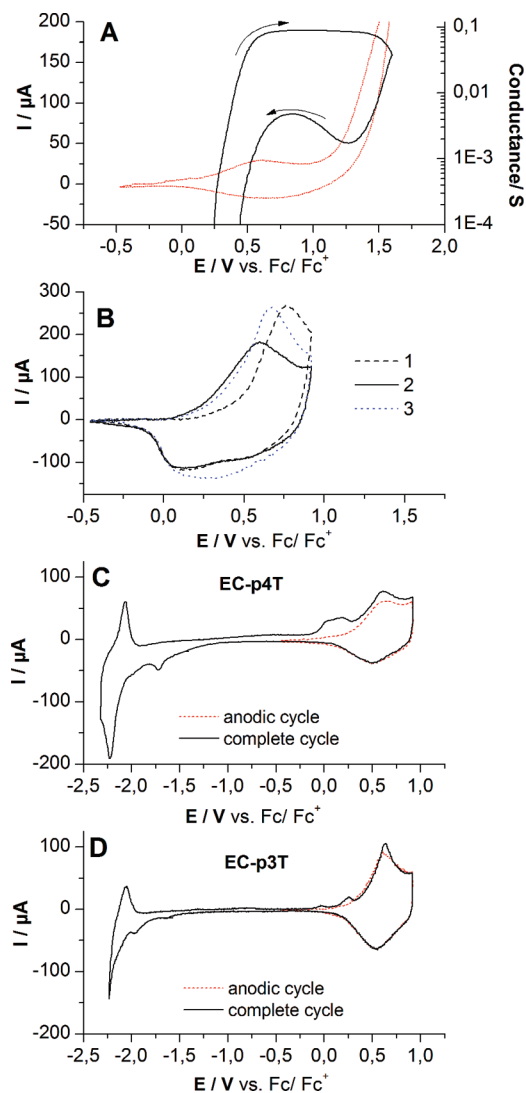 A
200
150
100
50
0
-50
I / µA
0,1
0,01
1E-3
1E-4
Conductance/ S
-0,5 0,0 0,5 1,0 1,5 2,0
E / V vs. Fc/ Fc⁺
B
300
200
100
0
-100
I / µA
1
2
3
-0,5 0,0 0,5 1,0 1,5
E / V vs. Fc/ Fc⁺
C
EC-p4T
100
0
-100
-200
I / µA
anodic cycle
complete cycle
-2,5 -2,0 -1,5 -1,0 -0,5 0,0 0,5 1,0
E / V vs. Fc/ Fc⁺
D
EC-p3T
100
0
-100
-200
I / µA
anodic cycle
complete cycle
-2,5 -2,0 -1,5 -1,0 -0,5 0,0 0,5 1,0
E / V vs. Fc/ Fc⁺